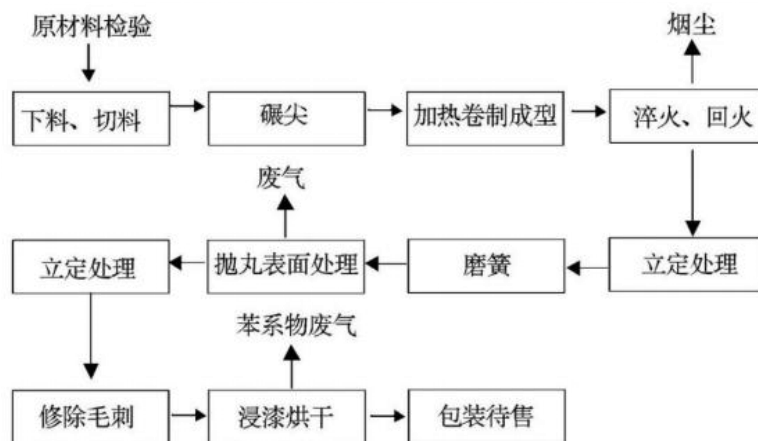 原材料检验
烟尘
下料、切料
碾尖
加热卷制成型
淬火、回火
废气
立定处理
抛丸表面处理
磨簧
立定处理
苯系物废气
修除毛刺
浸漆烘干
包装待售